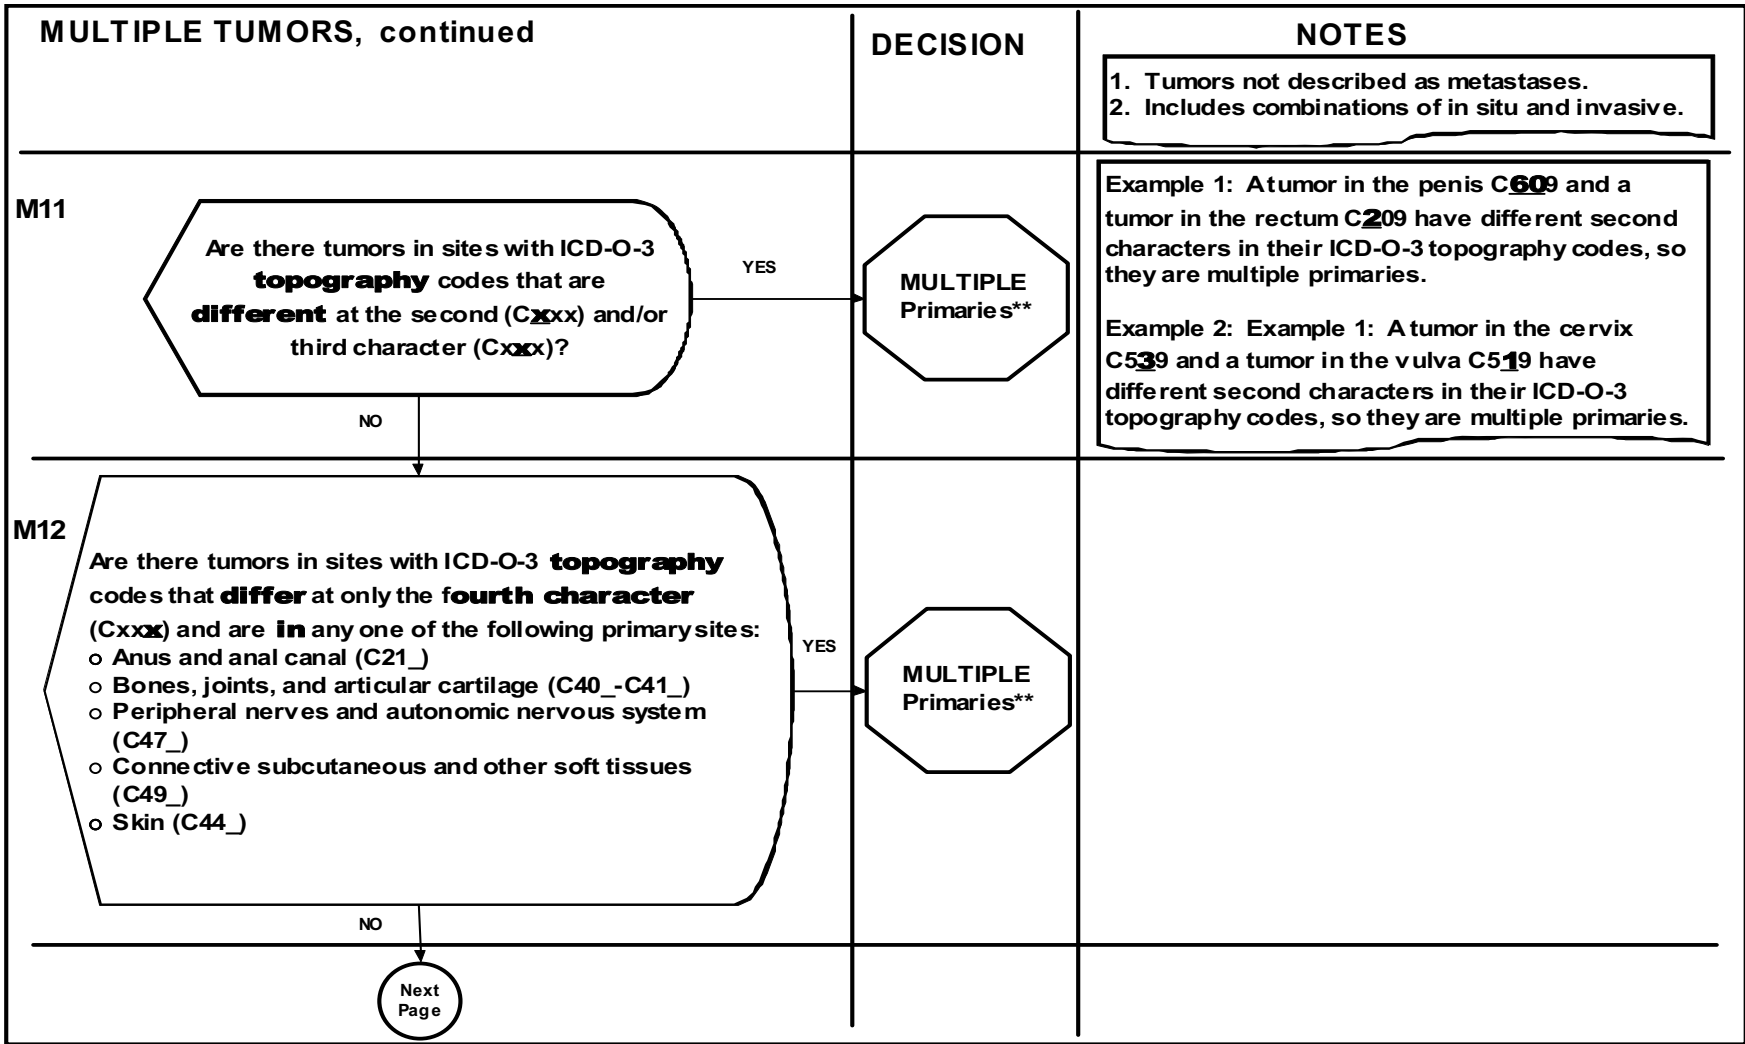 MULTIPLE TUMORS, continued
DECISION
NOTES
1. Tumors not described as metastases.
2. Includes combinations of in situ and invasive.
M11
Are there tumors in sites with ICD-O-3
topography codes that are
different at the second (Cxxx) and/or
third character (Cxxx)?
YES
NO
MULTIPLE
Primaries**
Example 1: A tumor in the penis C609 and a
tumor in the rectum C209 have different second
characters in their ICD-O-3 topography codes, so
they are multiple primaries.
Example 2: Example 1: A tumor in the cervix
C539 and a tumor in the vulva C519 have
different second characters in their ICD-O-3
topography codes, so they are multiple primaries.
M12
Are there tumors in sites with ICD-O-3 topography
codes that differ at only the fourth character
(Cxxx) and are in any one of the following primary sites:
o Anus and anal canal (C21_)
o Bones, joints, and articular cartilage (C40_-C41_)
o Peripheral nerves and autonomic nervous system
(C47_)
o Connective subcutaneous and other soft tissues
(C49_)
o Skin (C44_)
YES
NO
MULTIPLE
Primaries**
Next
Page